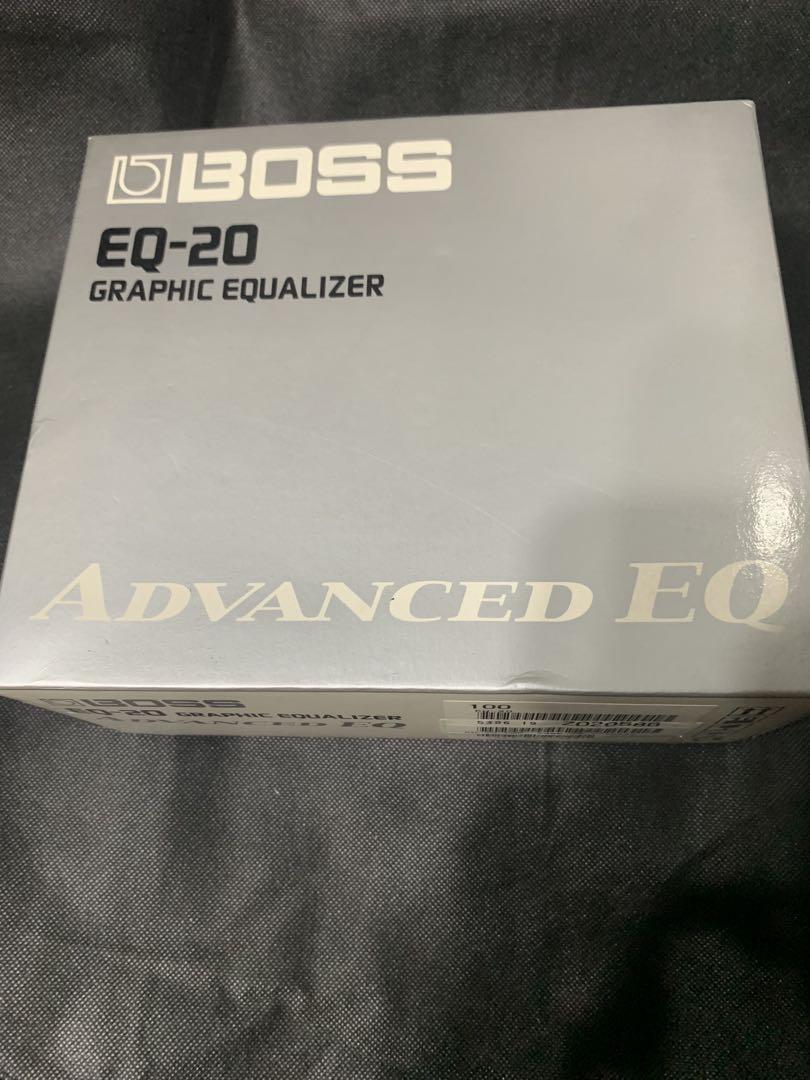 BOSS
EQ-20
GRAPHIC EQUALIZER
ADVANCED EQ
BOSS
EQ-20 GRAPHIC EQUALIZER
ADVANCED EQ
100